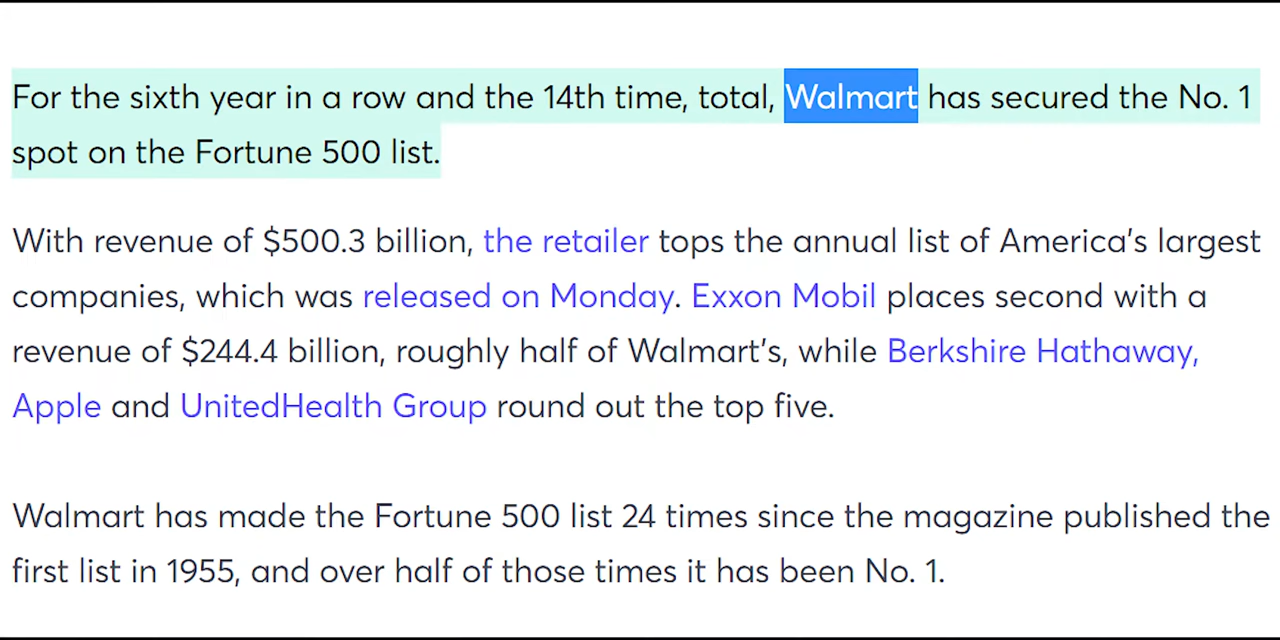 For the sixth year in a row and the 14th time, total, Walmart has secured the No. 1
spot on the Fortune 500 list.
With revenue of $500.3 billion, the retailer tops the annual list of America's largest
companies, which was released on Monday. Exxon Mobil places second with a
revenue of $244.4 billion, roughly half of Walmart's, while Berkshire Hathaway,
Apple and UnitedHealth Group round out the top five.
Walmart has made the Fortune 500 list 24 times since the magazine published the
first list in 1955, and over half of those times it has been No. 1.